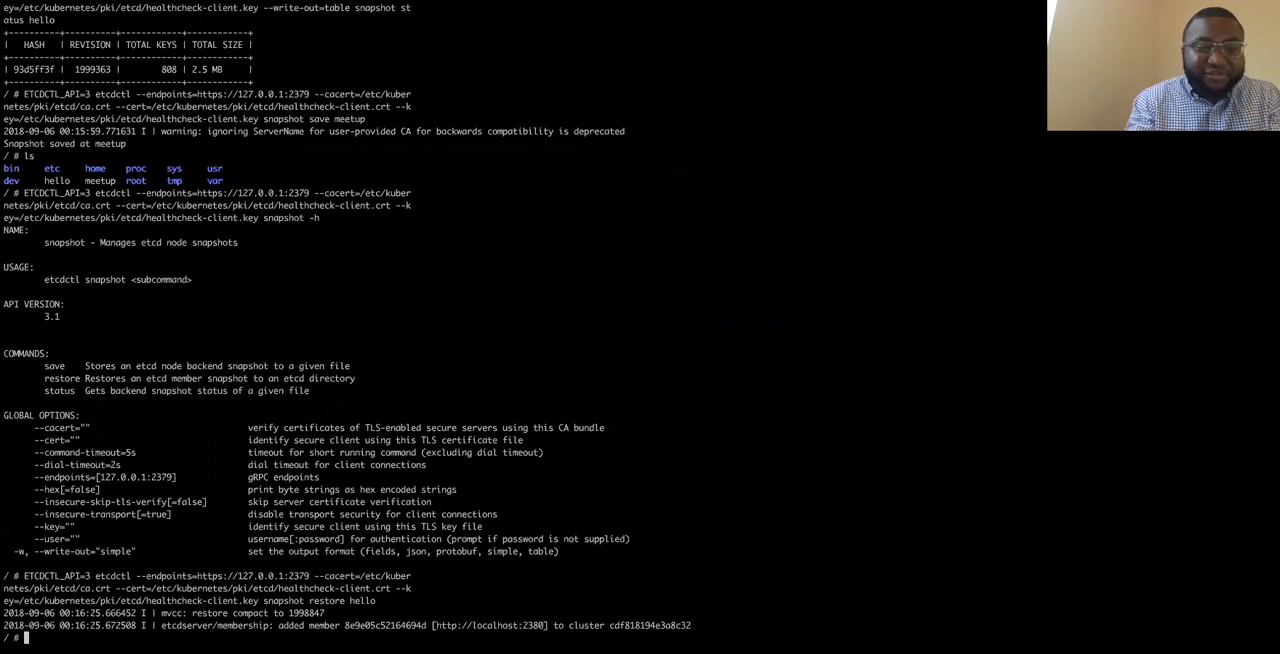 ey=/etc/kubernetes/pki/etcd/healthcheck-client.key --write-out=table snapshot st
atus hello
+----------+----------+------------+------------+
| HASH | REVISION | TOTAL KEYS | TOTAL SIZE |
+----------+----------+------------+------------+
| 93d5ff3f | 1999363 | 808 | 2.5 MB |
+----------+----------+------------+------------+
/ # ETCDCTL_API=3 etcdctl --endpoints=https://127.0.0.1:2379 --cacert=/etc/kuber
netes/pki/etcd/ca.crt --cert=/etc/kubernetes/pki/etcd/healthcheck-client.crt --k
ey=/etc/kubernetes/pki/etcd/healthcheck-client.key snapshot save meetup
2018-09-06 00:15:59.771631 I | warning: ignoring ServerName for user-provided CA for backwards compatibility is deprecated
Snapshot saved at meetup
/ # ls
bin etc home proc sys usr
dev hello meetup root tmp var
/ # ETCDCTL_API=3 etcdctl --endpoints=https://127.0.0.1:2379 --cacert=/etc/kuber
netes/pki/etcd/ca.crt --cert=/etc/kubernetes/pki/etcd/healthcheck-client.crt --k
ey=/etc/kubernetes/pki/etcd/healthcheck-client.key snapshot -h
NAME:
snapshot - Manages etcd node snapshots
USAGE:
etcdctl snapshot <subcommand>
API VERSION:
3.1
COMMANDS:
save Stores an etcd node backend snapshot to a given file
restore Restores an etcd member snapshot to an etcd directory
status Gets backend snapshot status of a given file
GLOBAL OPTIONS:
--cacert="" verify certificates of TLS-enabled secure servers using this CA bundle
--cert="" identify secure client using this TLS certificate file
--command-timeout=5s timeout for short running command (excluding dial timeout)
--dial-timeout=2s dial timeout for client connections
--endpoints=[127.0.0.1:2379] gRPC endpoints
--hex[=false] print byte strings as hex encoded strings
--insecure-skip-tls-verify[=false] skip server certificate verification
--insecure-transport[=true] disable transport security for client connections
--key="" identify secure client using this TLS key file
--user="" username[:password] for authentication (prompt if password is not supplied)
-w, --write-out="simple" set the output format (fields, json, protobuf, simple, table)
/ # ETCDCTL_API=3 etcdctl --endpoints=https://127.0.0.1:2379 --cacert=/etc/kuber
netes/pki/etcd/ca.crt --cert=/etc/kubernetes/pki/etcd/healthcheck-client.crt --k
ey=/etc/kubernetes/pki/etcd/healthcheck-client.key snapshot restore hello
2018-09-06 00:16:25.666452 I | mvcc: restore compact to 1998847
2018-09-06 00:16:25.672508 I | etcdserver/membership: added member 8e9e05c52164694d [http://localhost:2380] to cluster cdf818194e3a8c32
/ #